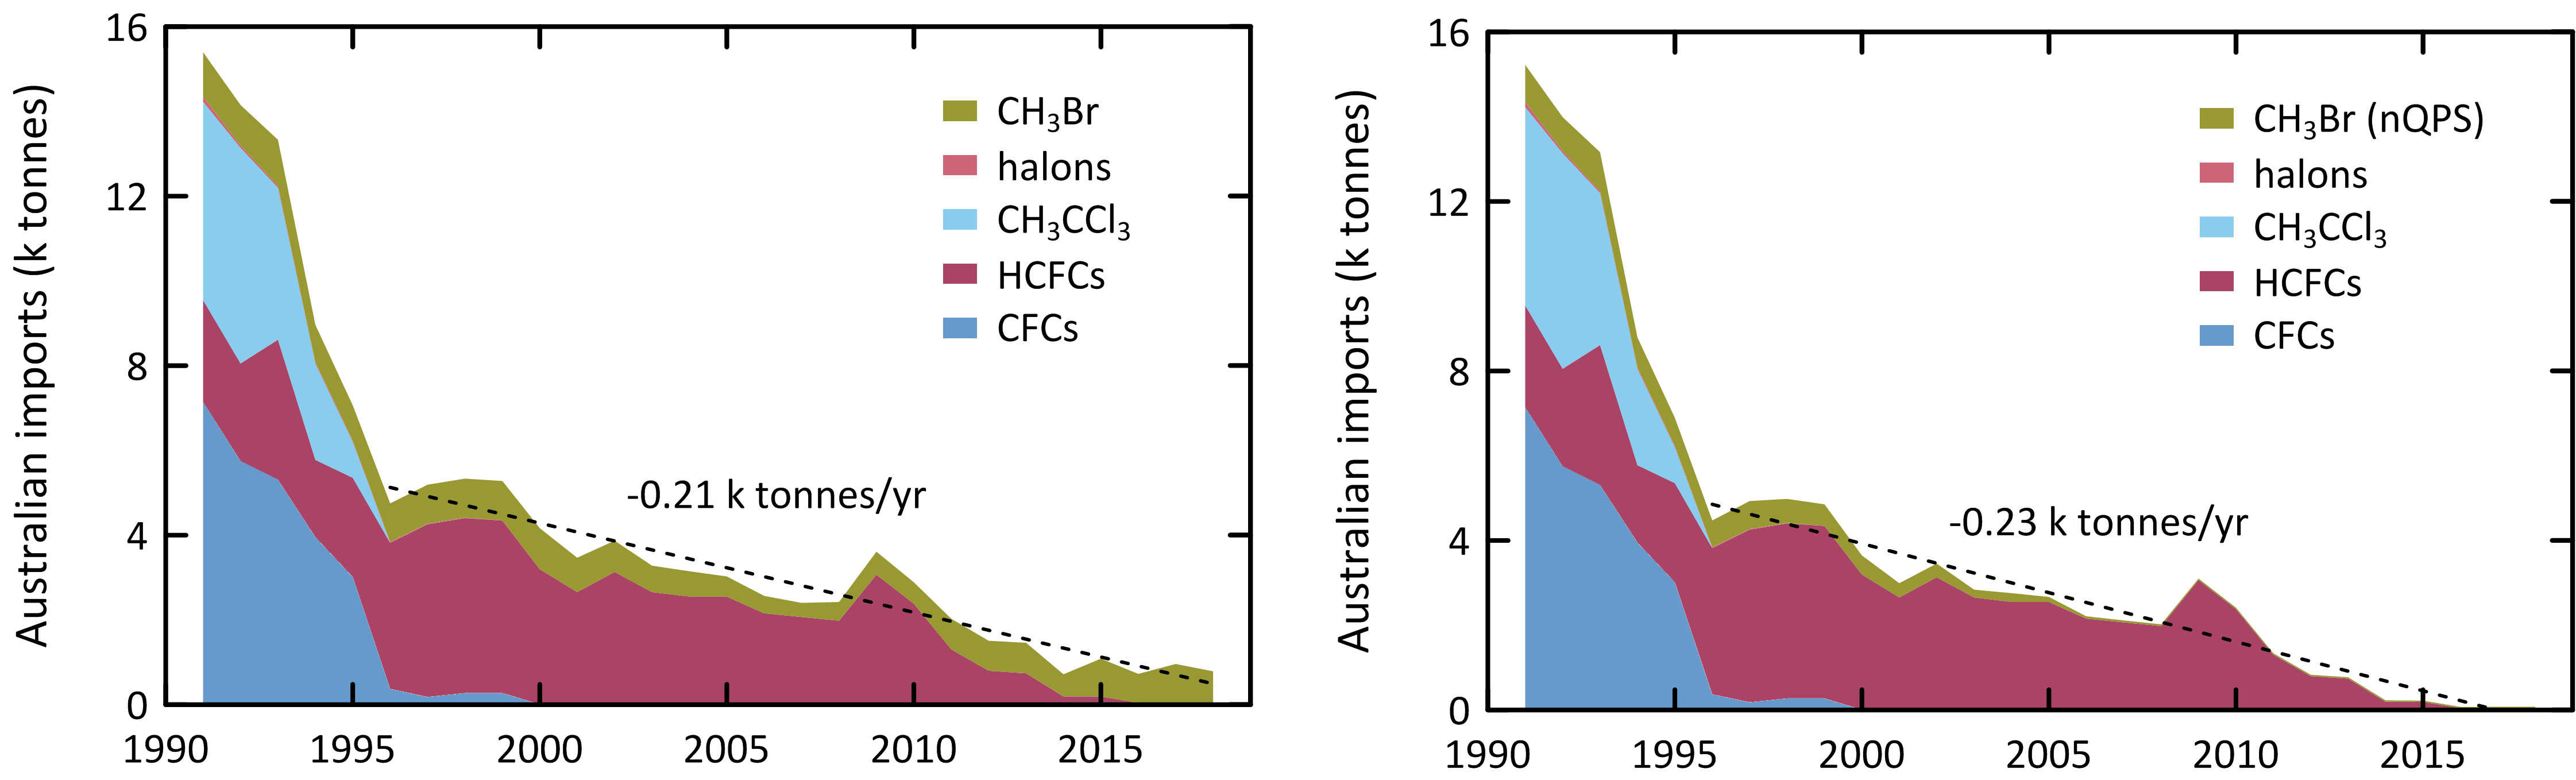 Australian imports (k tonnes)
16
12
8
4
0
1990 1995 2000 2005 2010 2015
CH₃Br
halons
CH₃CCl₃
HCFCs
CFCs
-0.21 k tonnes/yr
Australian imports (k tonnes)
16
12
8
4
0
1990 1995 2000 2005 2010 2015
CH₃Br (nQPS)
halons
CH₃CCl₃
HCFCs
CFCs
-0.23 k tonnes/yr